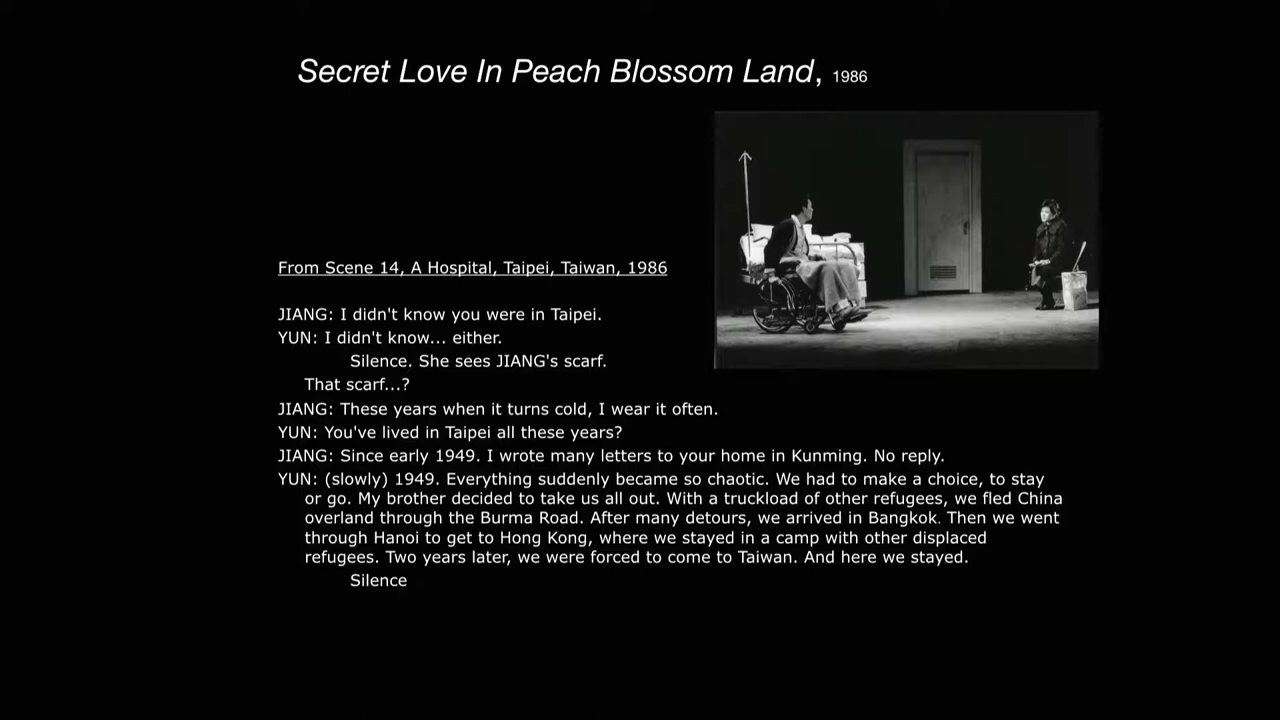 Secret Love In Peach Blossom Land, 1986
From Scene 14, A Hospital, Taipei, Taiwan, 1986
JIANG: I didn't know you were in Taipei.
YUN: I didn't know... either.
Silence. She sees JIANG's scarf.
That scarf...?
JIANG: These years when it turns cold, I wear it often.
YUN: You've lived in Taipei all these years?
JIANG: Since early 1949. I wrote many letters to your home in Kunming. No reply.
YUN: (slowly) 1949. Everything suddenly became so chaotic. We had to make a choice, to stay
or go. My brother decided to take us all out. With a truckload of other refugees, we fled China
overland through the Burma Road. After many detours, we arrived in Bangkok. Then we went
through Hanoi to get to Hong Kong, where we stayed in a camp with other displaced
refugees. Two years later, we were forced to come to Taiwan. And here we stayed.
Silence